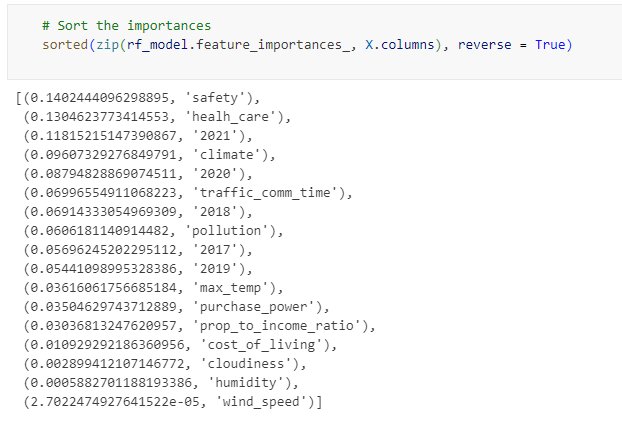 # Sort the importances
sorted(zip(rf_model.feature_importances_, X.columns), reverse = True)
[(0.1402444096298895, 'safety'),
(0.1304623773414553, 'healh_care'),
(0.11815215147390867, '2021'),
(0.09607329276849791, 'climate'),
(0.08794828869074511, '2020'),
(0.06996554911068223, 'traffic_comm_time'),
(0.06914333054969309, '2018'),
(0.0606181140914482, 'pollution'),
(0.05696245202295112, '2017'),
(0.05441098995328386, '2019'),
(0.03616061756685184, 'max_temp'),
(0.03504629743712889, 'purchase_power'),
(0.03036813247620957, 'prop_to_income_ratio'),
(0.010929292186360956, 'cost_of_living'),
(0.002899412107146772, 'cloudiness'),
(0.0005882701188193386, 'humidity'),
(2.7022474927641522e-05, 'wind_speed')]